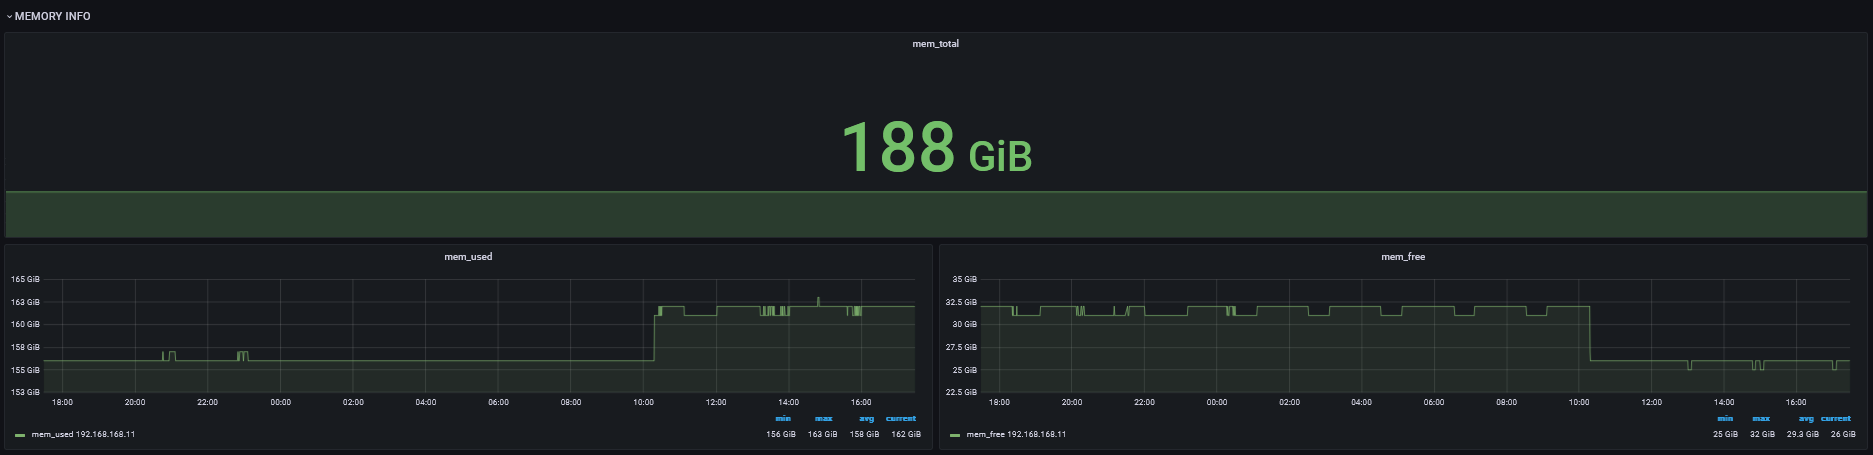 MEMORY INFO
mem_total
188 GiB
mem_used
165 GiB
163 GiB
160 GiB
158 GiB
155 GiB
153 GiB
18:00 20:00 22:00 00:00 02:00 04:00 06:00 08:00 10:00 12:00 14:00 16:00
min max avg current
mem_used 192.168.168.11 156 GiB 163 GiB 158 GiB 162 GiB
mem_free
35 GiB
32.5 GiB
30 GiB
27.5 GiB
25 GiB
22.5 GiB
18:00 20:00 22:00 00:00 02:00 04:00 06:00 08:00 10:00 12:00 14:00 16:00
min max avg current
mem_free 192.168.168.11 25 GiB 32 GiB 29.3 GiB 26 GiB